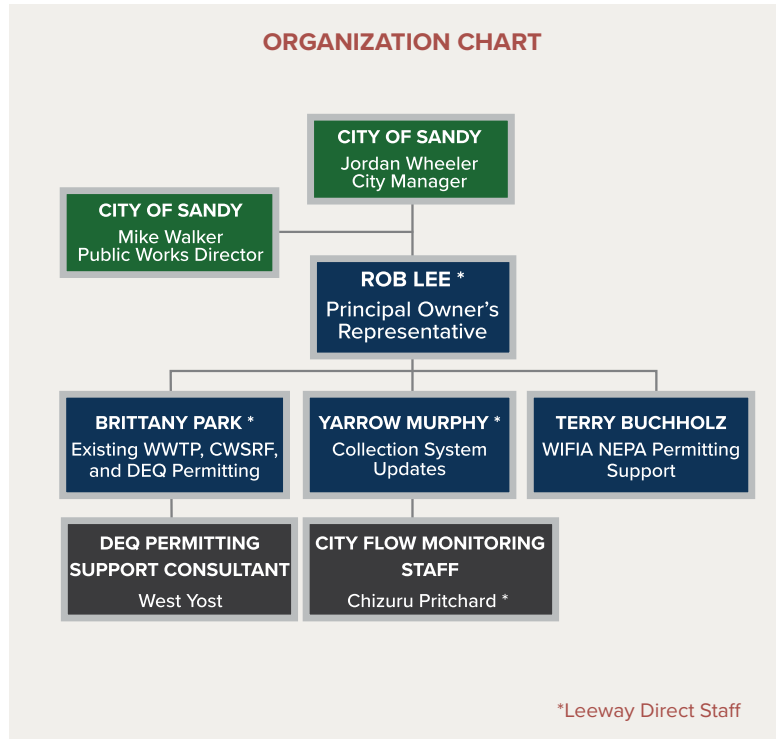 ORGANIZATION CHART
CITY OF SANDY
Jordan Wheeler
City Manager
CITY OF SANDY
Mike Walker
Public Works Director
ROB LEE *
Principal Owner’s
Representative
BRITTANY PARK *
Existing WWTP, CWSRF,
and DEQ Permitting
YARROW MURPHY *
Collection System
Updates
TERRY BUCHHOLZ
WIFIA NEPA Permitting
Support
DEQ PERMITTING
SUPPORT CONSULTANT
West Yost
CITY FLOW MONITORING
STAFF
Chizuru Pritchard *
*Leeway Direct Staff